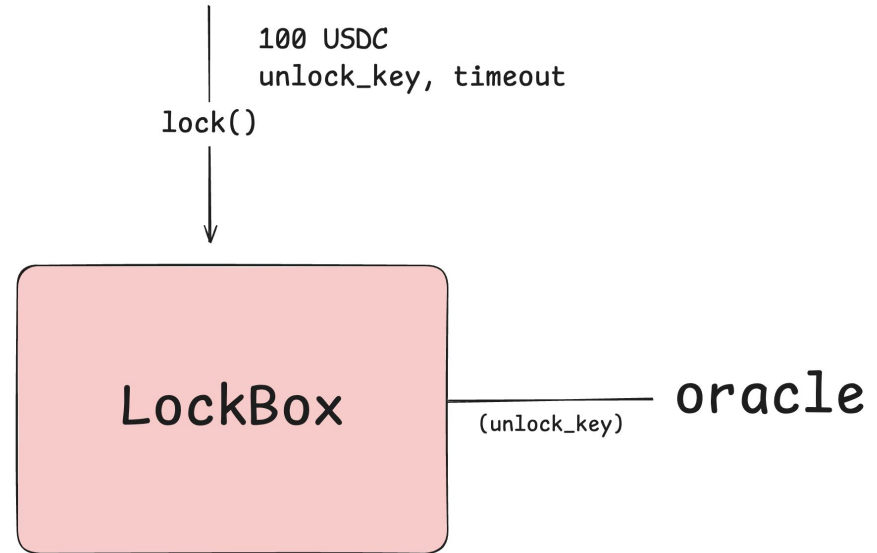 100 USDC
unlock_key, timeout
lock()
LockBox
oracle
(unlock_key)